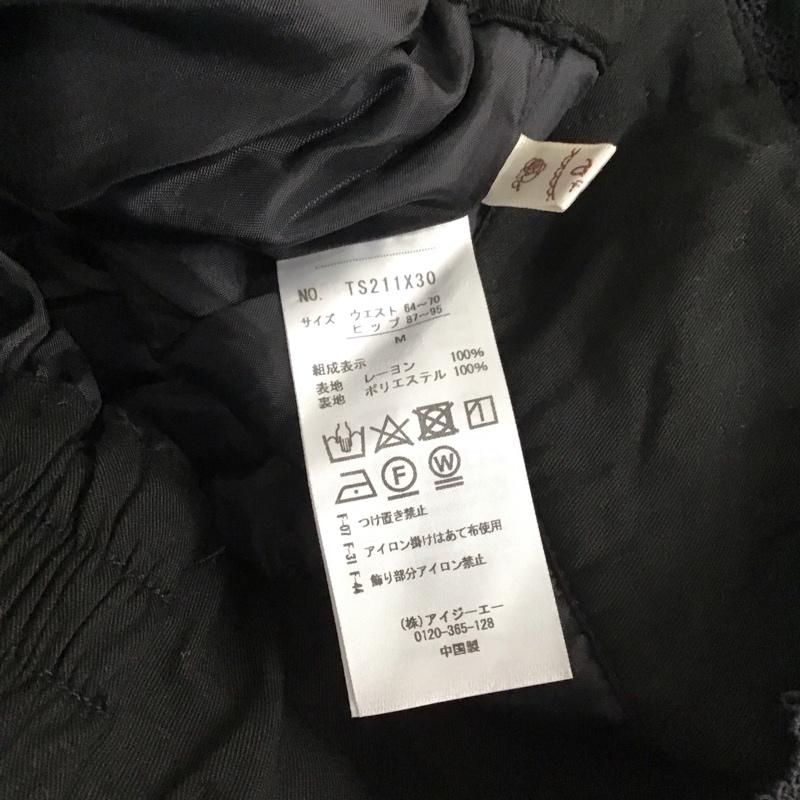 NO. TS211X30
サイズ ウエスト 64~70
ヒップ 87~95
M
組成表示
表地 レーヨン 100%
裏地 ポリエステル 100%
F
W
F-07 つけ置き禁止
F-31 アイロン掛けはあて布使用
F-44 飾り部分アイロン禁止
(株)アイジーエー
0120-365-128
中国製